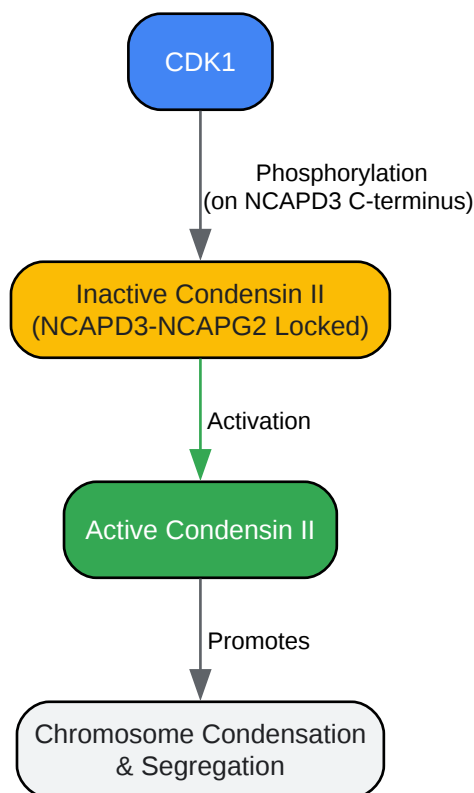 CDK1
Phosphorylation
(on NCAPD3 C-terminus)
Inactive Condensin II
(NCAPD3-NCAPG2 Locked)
Activation
Active Condensin II
Promotes
Chromosome Condensation
& Segregation